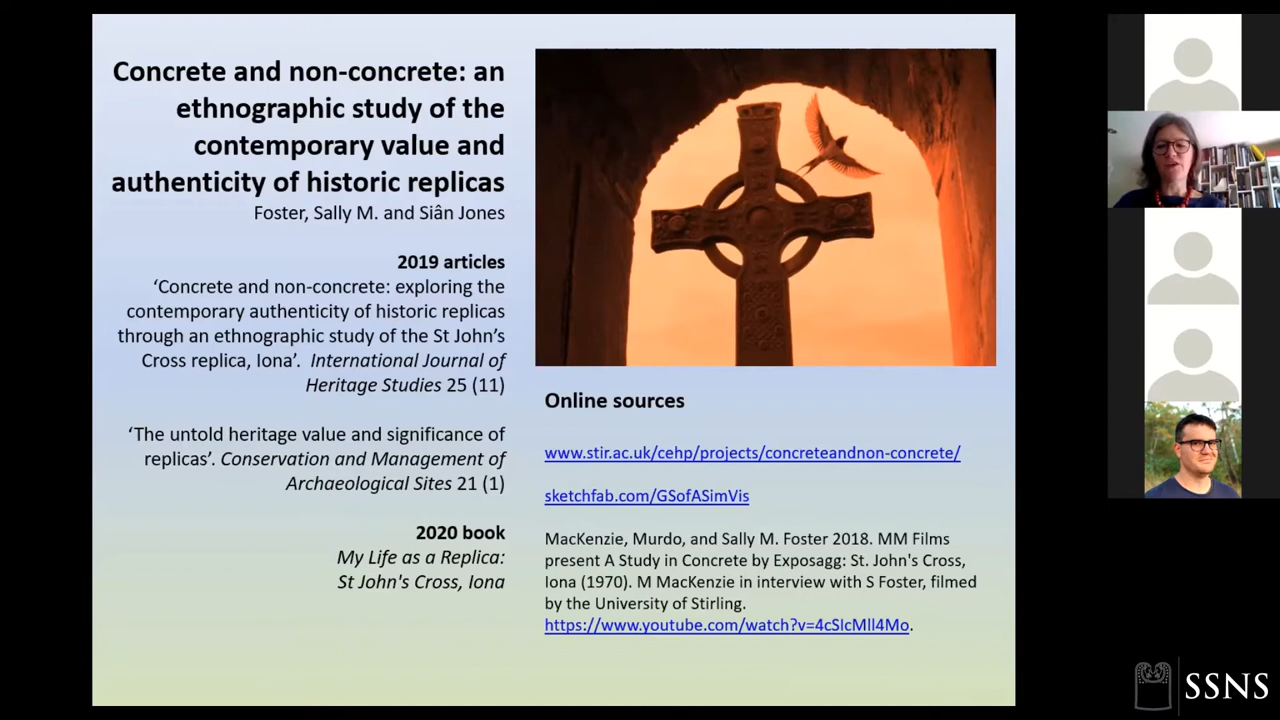 Concrete and non-concrete: an
ethnographic study of the
contemporary value and
authenticity of historic replicas
Foster, Sally M. and Siân Jones
2019 articles
‘Concrete and non-concrete: exploring the
contemporary authenticity of historic replicas
through an ethnographic study of the St John’s
Cross replica, Iona’. International Journal of
Heritage Studies 25 (11)
‘The untold heritage value and significance of
replicas’. Conservation and Management of
Archaeological Sites 21 (1)
2020 book
My Life as a Replica:
St John's Cross, Iona
Online sources
www.stir.ac.uk/cehp/projects/concreteandnon-concrete/
sketchfab.com/GSofASimVis
MacKenzie, Murdo, and Sally M. Foster 2018. MM Films
present A Study in Concrete by Exposagg: St. John's Cross,
Iona (1970). M MacKenzie in interview with S Foster, filmed
by the University of Stirling.
https://www.youtube.com/watch?v=4cSIcMll4Mo.
SSNS